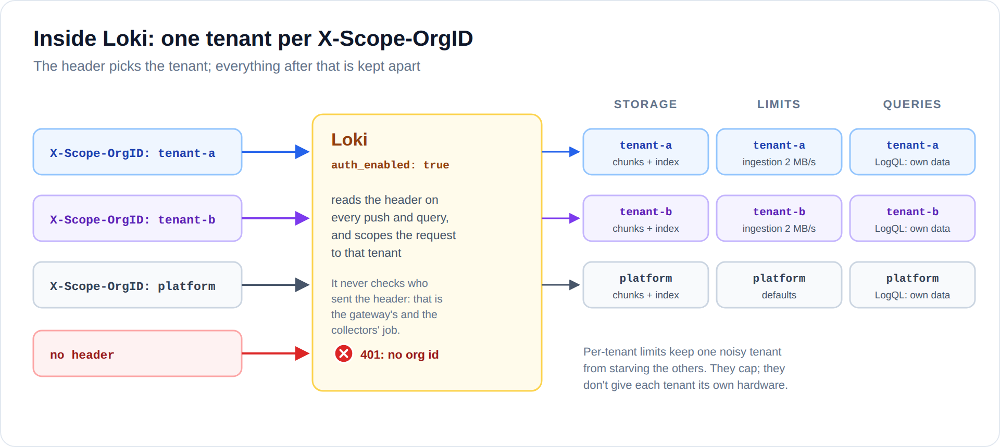 Inside Loki: one tenant per X-Scope-OrgID
The header picks the tenant; everything after that is kept apart
STORAGE
LIMITS
QUERIES
X-Scope-OrgID: tenant-a
X-Scope-OrgID: tenant-b
X-Scope-OrgID: platform
no header
Loki
auth_enabled: true
reads the header on
every push and query,
and scopes the request
to that tenant
It never checks who
sent the header: that is
the gateway's and the
collectors' job.
401: no org id
tenant-a
chunks + index
tenant-a
ingestion 2 MB/s
tenant-a
LogQL: own data
tenant-b
chunks + index
tenant-b
ingestion 2 MB/s
tenant-b
LogQL: own data
platform
chunks + index
platform
defaults
platform
LogQL: own data
Per-tenant limits keep one noisy tenant
from starving the others. They cap; they
don't give each tenant its own hardware.